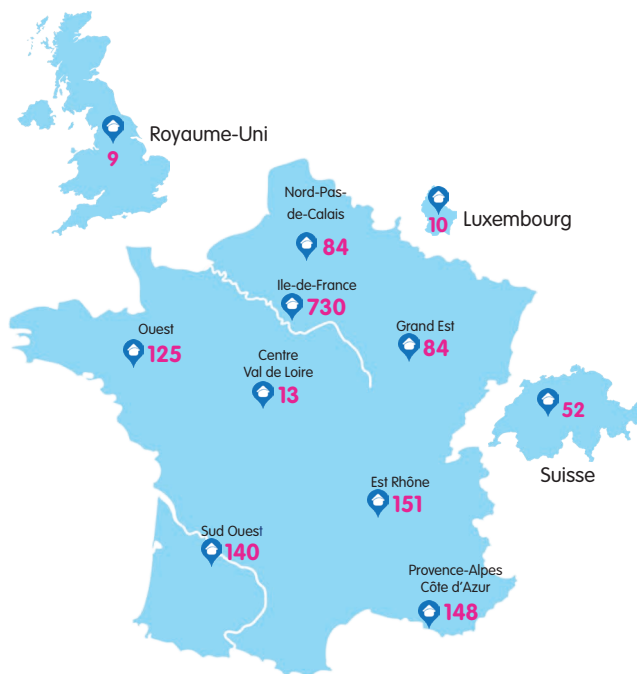 Royaume-Uni
9
Nord-Pas-
de-Calais
84
10
Luxembourg
Ile-de-France
730
Ouest
125
Grand Est
84
Centre
Val de Loire
13
52
Suisse
Est Rhône
151
Sud Ouest
140
Provence-Alpes
Côte d'Azur
148